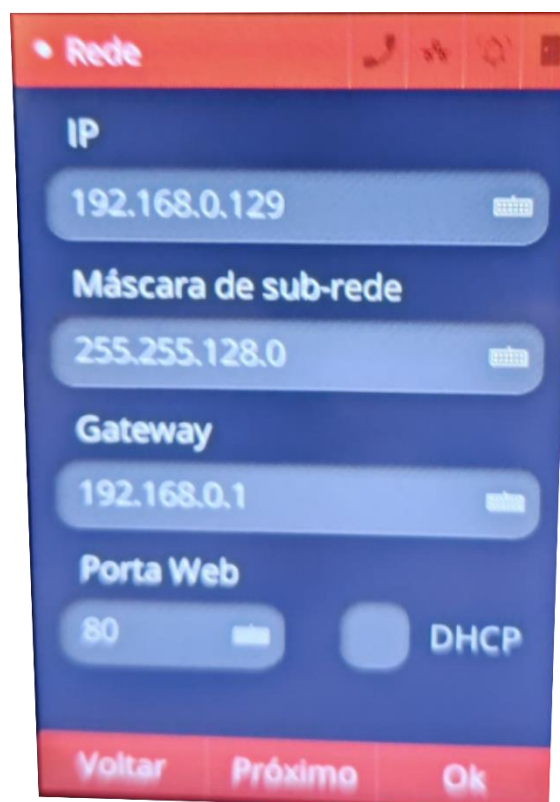 Rede
IP
192.168.0.129
Máscara de sub-rede
255.255.128.0
Gateway
192.168.0.1
Porta Web
80
DHCP
Voltar Próximo Ok